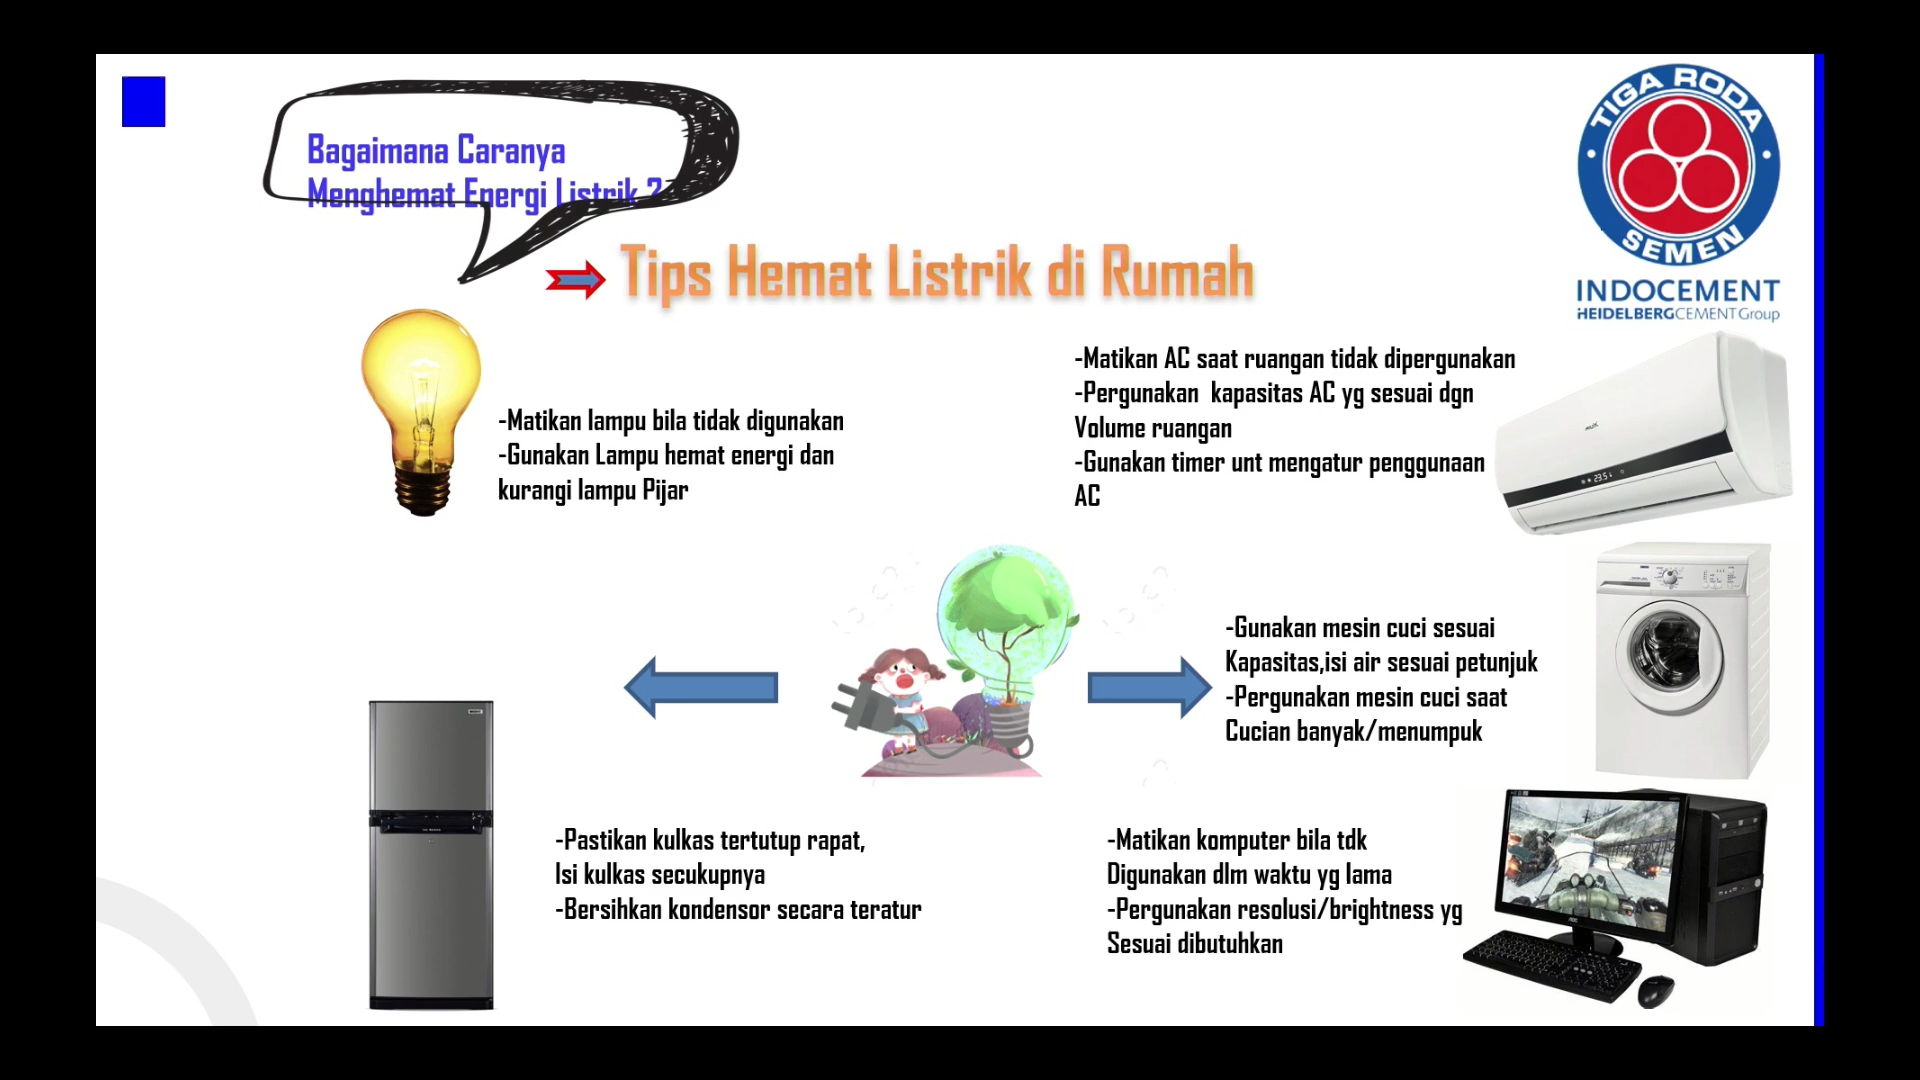 Bagaimana Caranya
Menghemat Energi Listrik ?
TIGA RODA
SEMEN
INDOCEMENT
HEIDELBERGCEMENT Group
Tips Hemat Listrik di Rumah
-Matikan lampu bila tidak digunakan
-Gunakan Lampu hemat energi dan
kurangi lampu Pijar
-Matikan AC saat ruangan tidak dipergunakan
-Pergunakan  kapasitas AC yg sesuai dgn
Volume ruangan
-Gunakan timer unt mengatur penggunaan
AC
23.5
-Gunakan mesin cuci sesuai
Kapasitas,isi air sesuai petunjuk
-Pergunakan mesin cuci saat
Cucian banyak/menumpuk
-Pastikan kulkas tertutup rapat,
Isi kulkas secukupnya
-Bersihkan kondensor secara teratur
-Matikan komputer bila tdk
Digunakan dlm waktu yg lama
-Pergunakan resolusi/brightness yg
Sesuai dibutuhkan